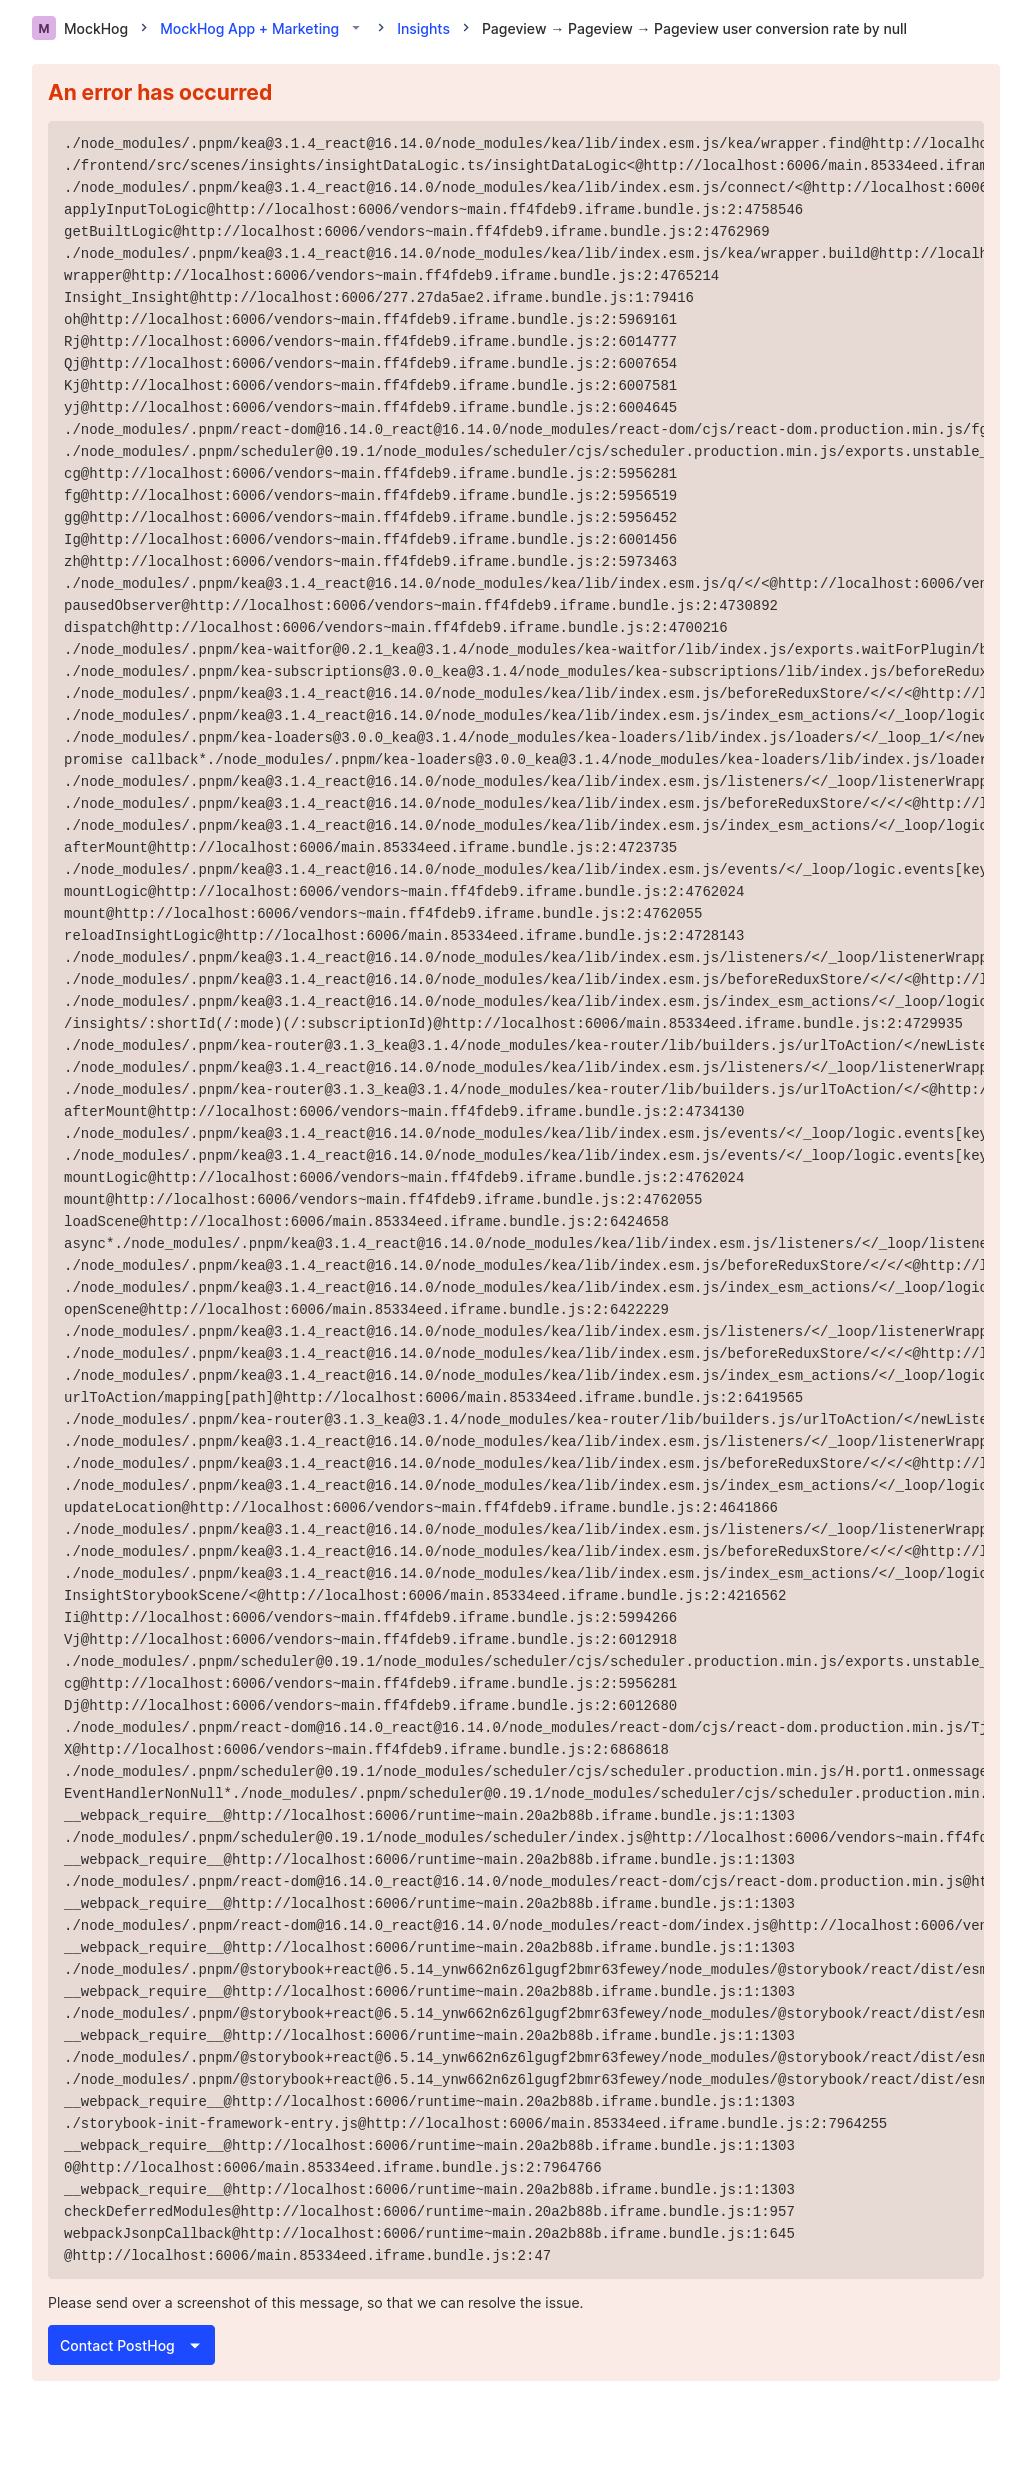 M MockHog > MockHog App + Marketing > Insights > Pageview → Pageview → Pageview user conversion rate by null
An error has occurred
./node_modules/.pnpm/kea@3.1.4_react@16.14.0/node_modules/kea/lib/index.esm.js/kea/wrapper.find@http://localho
./frontend/src/scenes/insights/insightDataLogic.ts/insightDataLogic<@http://localhost:6006/main.85334eed.ifram
./node_modules/.pnpm/kea@3.1.4_react@16.14.0/node_modules/kea/lib/index.esm.js/connect/<@http://localhost:6006
applyInputToLogic@http://localhost:6006/vendors~main.ff4fdeb9.iframe.bundle.js:2:4758546
getBuiltLogic@http://localhost:6006/vendors~main.ff4fdeb9.iframe.bundle.js:2:4762969
./node_modules/.pnpm/kea@3.1.4_react@16.14.0/node_modules/kea/lib/index.esm.js/kea/wrapper.build@http://localh
wrapper@http://localhost:6006/vendors~main.ff4fdeb9.iframe.bundle.js:2:4765214
Insight_Insight@http://localhost:6006/277.27da5ae2.iframe.bundle.js:1:79416
oh@http://localhost:6006/vendors~main.ff4fdeb9.iframe.bundle.js:2:5969161
Rj@http://localhost:6006/vendors~main.ff4fdeb9.iframe.bundle.js:2:6014777
Qj@http://localhost:6006/vendors~main.ff4fdeb9.iframe.bundle.js:2:6007654
Kj@http://localhost:6006/vendors~main.ff4fdeb9.iframe.bundle.js:2:6007581
yj@http://localhost:6006/vendors~main.ff4fdeb9.iframe.bundle.js:2:6004645
./node_modules/.pnpm/react-dom@16.14.0_react@16.14.0/node_modules/react-dom/cjs/react-dom.production.min.js/fg
./node_modules/.pnpm/scheduler@0.19.1/node_modules/scheduler/cjs/scheduler.production.min.js/exports.unstable_
cg@http://localhost:6006/vendors~main.ff4fdeb9.iframe.bundle.js:2:5956281
fg@http://localhost:6006/vendors~main.ff4fdeb9.iframe.bundle.js:2:5956519
gg@http://localhost:6006/vendors~main.ff4fdeb9.iframe.bundle.js:2:5956452
Ig@http://localhost:6006/vendors~main.ff4fdeb9.iframe.bundle.js:2:6001456
zh@http://localhost:6006/vendors~main.ff4fdeb9.iframe.bundle.js:2:5973463
./node_modules/.pnpm/kea@3.1.4_react@16.14.0/node_modules/kea/lib/index.esm.js/q/</<@http://localhost:6006/ven
pausedObserver@http://localhost:6006/vendors~main.ff4fdeb9.iframe.bundle.js:2:4730892
dispatch@http://localhost:6006/vendors~main.ff4fdeb9.iframe.bundle.js:2:4700216
./node_modules/.pnpm/kea-waitfor@0.2.1_kea@3.1.4/node_modules/kea-waitfor/lib/index.js/exports.waitForPlugin/b
./node_modules/.pnpm/kea-subscriptions@3.0.0_kea@3.1.4/node_modules/kea-subscriptions/lib/index.js/beforeRedux
./node_modules/.pnpm/kea@3.1.4_react@16.14.0/node_modules/kea/lib/index.esm.js/beforeReduxStore/</</<@http://l
./node_modules/.pnpm/kea@3.1.4_react@16.14.0/node_modules/kea/lib/index.esm.js/index_esm_actions/</_loop/logic
./node_modules/.pnpm/kea-loaders@3.0.0_kea@3.1.4/node_modules/kea-loaders/lib/index.js/loaders/</_loop_1/</new
promise callback*./node_modules/.pnpm/kea-loaders@3.0.0_kea@3.1.4/node_modules/kea-loaders/lib/index.js/loader
./node_modules/.pnpm/kea@3.1.4_react@16.14.0/node_modules/kea/lib/index.esm.js/listeners/</_loop/listenerWrapp
./node_modules/.pnpm/kea@3.1.4_react@16.14.0/node_modules/kea/lib/index.esm.js/beforeReduxStore/</</<@http://l
./node_modules/.pnpm/kea@3.1.4_react@16.14.0/node_modules/kea/lib/index.esm.js/index_esm_actions/</_loop/logic
afterMount@http://localhost:6006/main.85334eed.iframe.bundle.js:2:4723735
./node_modules/.pnpm/kea@3.1.4_react@16.14.0/node_modules/kea/lib/index.esm.js/events/</_loop/logic.events[key
mountLogic@http://localhost:6006/vendors~main.ff4fdeb9.iframe.bundle.js:2:4762024
mount@http://localhost:6006/vendors~main.ff4fdeb9.iframe.bundle.js:2:4762055
reloadInsightLogic@http://localhost:6006/main.85334eed.iframe.bundle.js:2:4728143
./node_modules/.pnpm/kea@3.1.4_react@16.14.0/node_modules/kea/lib/index.esm.js/listeners/</_loop/listenerWrapp
./node_modules/.pnpm/kea@3.1.4_react@16.14.0/node_modules/kea/lib/index.esm.js/beforeReduxStore/</</<@http://l
./node_modules/.pnpm/kea@3.1.4_react@16.14.0/node_modules/kea/lib/index.esm.js/index_esm_actions/</_loop/logic
/insights/:shortId(/:mode)(/:subscriptionId)@http://localhost:6006/main.85334eed.iframe.bundle.js:2:4729935
./node_modules/.pnpm/kea-router@3.1.3_kea@3.1.4/node_modules/kea-router/lib/builders.js/urlToAction/</newListe
./node_modules/.pnpm/kea@3.1.4_react@16.14.0/node_modules/kea/lib/index.esm.js/listeners/</_loop/listenerWrapp
./node_modules/.pnpm/kea-router@3.1.3_kea@3.1.4/node_modules/kea-router/lib/builders.js/urlToAction/</<@http:/
afterMount@http://localhost:6006/vendors~main.ff4fdeb9.iframe.bundle.js:2:4734130
./node_modules/.pnpm/kea@3.1.4_react@16.14.0/node_modules/kea/lib/index.esm.js/events/</_loop/logic.events[key
./node_modules/.pnpm/kea@3.1.4_react@16.14.0/node_modules/kea/lib/index.esm.js/events/</_loop/logic.events[key
mountLogic@http://localhost:6006/vendors~main.ff4fdeb9.iframe.bundle.js:2:4762024
mount@http://localhost:6006/vendors~main.ff4fdeb9.iframe.bundle.js:2:4762055
loadScene@http://localhost:6006/main.85334eed.iframe.bundle.js:2:6424658
async*./node_modules/.pnpm/kea@3.1.4_react@16.14.0/node_modules/kea/lib/index.esm.js/listeners/</_loop/listene
./node_modules/.pnpm/kea@3.1.4_react@16.14.0/node_modules/kea/lib/index.esm.js/beforeReduxStore/</</<@http://l
./node_modules/.pnpm/kea@3.1.4_react@16.14.0/node_modules/kea/lib/index.esm.js/index_esm_actions/</_loop/logic
openScene@http://localhost:6006/main.85334eed.iframe.bundle.js:2:6422229
./node_modules/.pnpm/kea@3.1.4_react@16.14.0/node_modules/kea/lib/index.esm.js/listeners/</_loop/listenerWrapp
./node_modules/.pnpm/kea@3.1.4_react@16.14.0/node_modules/kea/lib/index.esm.js/beforeReduxStore/</</<@http://l
./node_modules/.pnpm/kea@3.1.4_react@16.14.0/node_modules/kea/lib/index.esm.js/index_esm_actions/</_loop/logic
urlToAction/mapping[path]@http://localhost:6006/main.85334eed.iframe.bundle.js:2:6419565
./node_modules/.pnpm/kea-router@3.1.3_kea@3.1.4/node_modules/kea-router/lib/builders.js/urlToAction/</newListe
./node_modules/.pnpm/kea@3.1.4_react@16.14.0/node_modules/kea/lib/index.esm.js/listeners/</_loop/listenerWrapp
./node_modules/.pnpm/kea@3.1.4_react@16.14.0/node_modules/kea/lib/index.esm.js/beforeReduxStore/</</<@http://l
./node_modules/.pnpm/kea@3.1.4_react@16.14.0/node_modules/kea/lib/index.esm.js/index_esm_actions/</_loop/logic
updateLocation@http://localhost:6006/vendors~main.ff4fdeb9.iframe.bundle.js:2:4641866
./node_modules/.pnpm/kea@3.1.4_react@16.14.0/node_modules/kea/lib/index.esm.js/listeners/</_loop/listenerWrapp
./node_modules/.pnpm/kea@3.1.4_react@16.14.0/node_modules/kea/lib/index.esm.js/beforeReduxStore/</</<@http://l
./node_modules/.pnpm/kea@3.1.4_react@16.14.0/node_modules/kea/lib/index.esm.js/index_esm_actions/</_loop/logic
InsightStorybookScene/<@http://localhost:6006/main.85334eed.iframe.bundle.js:2:4216562
Ii@http://localhost:6006/vendors~main.ff4fdeb9.iframe.bundle.js:2:5994266
Vj@http://localhost:6006/vendors~main.ff4fdeb9.iframe.bundle.js:2:6012918
./node_modules/.pnpm/scheduler@0.19.1/node_modules/scheduler/cjs/scheduler.production.min.js/exports.unstable_
cg@http://localhost:6006/vendors~main.ff4fdeb9.iframe.bundle.js:2:5956281
Dj@http://localhost:6006/vendors~main.ff4fdeb9.iframe.bundle.js:2:6012680
./node_modules/.pnpm/react-dom@16.14.0_react@16.14.0/node_modules/react-dom/cjs/react-dom.production.min.js/Tj
X@http://localhost:6006/vendors~main.ff4fdeb9.iframe.bundle.js:2:6868618
./node_modules/.pnpm/scheduler@0.19.1/node_modules/scheduler/cjs/scheduler.production.min.js/H.port1.onmessage
EventHandlerNonNull*./node_modules/.pnpm/scheduler@0.19.1/node_modules/scheduler/cjs/scheduler.production.min.
__webpack_require__@http://localhost:6006/runtime~main.20a2b88b.iframe.bundle.js:1:1303
./node_modules/.pnpm/scheduler@0.19.1/node_modules/scheduler/index.js@http://localhost:6006/vendors~main.ff4fd
__webpack_require__@http://localhost:6006/runtime~main.20a2b88b.iframe.bundle.js:1:1303
./node_modules/.pnpm/react-dom@16.14.0_react@16.14.0/node_modules/react-dom/cjs/react-dom.production.min.js@ht
__webpack_require__@http://localhost:6006/runtime~main.20a2b88b.iframe.bundle.js:1:1303
./node_modules/.pnpm/react-dom@16.14.0_react@16.14.0/node_modules/react-dom/index.js@http://localhost:6006/ven
__webpack_require__@http://localhost:6006/runtime~main.20a2b88b.iframe.bundle.js:1:1303
./node_modules/.pnpm/@storybook+react@6.5.14_ynw662n6z6lgugf2bmr63fewey/node_modules/@storybook/react/dist/esm
__webpack_require__@http://localhost:6006/runtime~main.20a2b88b.iframe.bundle.js:1:1303
./node_modules/.pnpm/@storybook+react@6.5.14_ynw662n6z6lgugf2bmr63fewey/node_modules/@storybook/react/dist/esm
__webpack_require__@http://localhost:6006/runtime~main.20a2b88b.iframe.bundle.js:1:1303
./node_modules/.pnpm/@storybook+react@6.5.14_ynw662n6z6lgugf2bmr63fewey/node_modules/@storybook/react/dist/esm
./node_modules/.pnpm/@storybook+react@6.5.14_ynw662n6z6lgugf2bmr63fewey/node_modules/@storybook/react/dist/esm
__webpack_require__@http://localhost:6006/runtime~main.20a2b88b.iframe.bundle.js:1:1303
./storybook-init-framework-entry.js@http://localhost:6006/main.85334eed.iframe.bundle.js:2:7964255
__webpack_require__@http://localhost:6006/runtime~main.20a2b88b.iframe.bundle.js:1:1303
0@http://localhost:6006/main.85334eed.iframe.bundle.js:2:7964766
__webpack_require__@http://localhost:6006/runtime~main.20a2b88b.iframe.bundle.js:1:1303
checkDeferredModules@http://localhost:6006/runtime~main.20a2b88b.iframe.bundle.js:1:957
webpackJsonpCallback@http://localhost:6006/runtime~main.20a2b88b.iframe.bundle.js:1:645
@http://localhost:6006/main.85334eed.iframe.bundle.js:2:47
Please send over a screenshot of this message, so that we can resolve the issue.
Contact PostHog